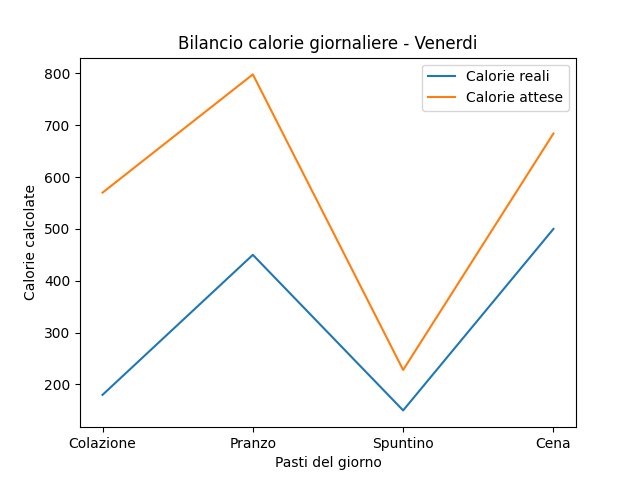 Bilancio calorie giornaliere - Venerdi
Calorie reali
Calorie attese
Calorie calcolate
800
700
600
500
400
300
200
Colazione
Pranzo
Spuntino
Cena
Pasti del giorno